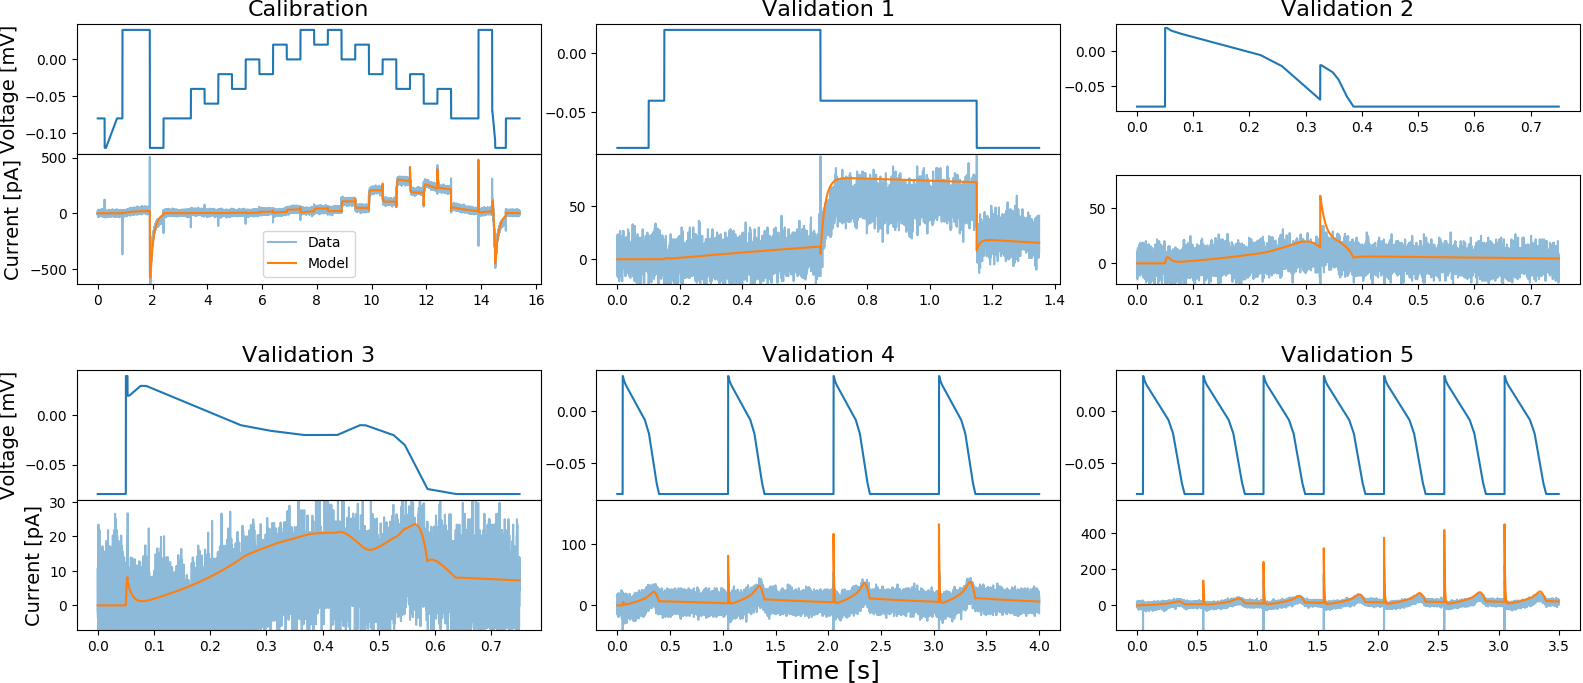 Calibration
Validation 1
Validation 2
Voltage [mV]
0.00
−0.05
−0.10
0.00
−0.05
0.00
−0.05
0.0 0.1 0.2 0.3 0.4 0.5 0.6 0.7
Current [pA]
500
0
−500
Data
Model
0 2 4 6 8 10 12 14 16
50
0
0.0 0.2 0.4 0.6 0.8 1.0 1.2 1.4
50
0
0.0 0.1 0.2 0.3 0.4 0.5 0.6 0.7
Validation 3
Validation 4
Validation 5
Voltage [mV]
0.00
−0.05
0.00
−0.05
0.00
−0.05
Current [pA]
30
20
10
0
0.0 0.1 0.2 0.3 0.4 0.5 0.6 0.7
100
0
0.0 0.5 1.0 1.5 2.0 2.5 3.0 3.5 4.0
400
200
0
0.0 0.5 1.0 1.5 2.0 2.5 3.0 3.5
Time [s]